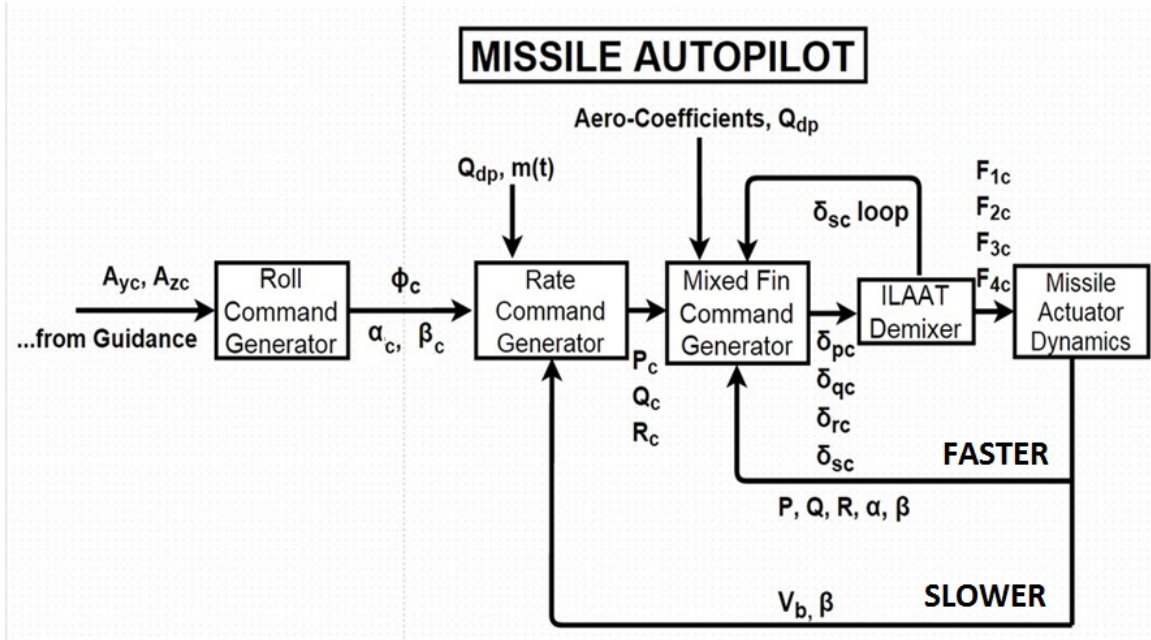 MISSILE AUTOPILOT
Aero-Coefficients, Qdp
Qdp, m(t)
δsc loop
F1c
F2c
F3c
F4c
Ayc, Azc
...from Guidance
Roll
Command
Generator
ϕc
αc, βc
Rate
Command
Generator
Pc
Qc
Rc
Mixed Fin
Command
Generator
δpc
δqc
δrc
δsc
ILAAT
Demixer
Missile
Actuator
Dynamics
FASTER
P, Q, R, α, β
SLOWER
Vb, β